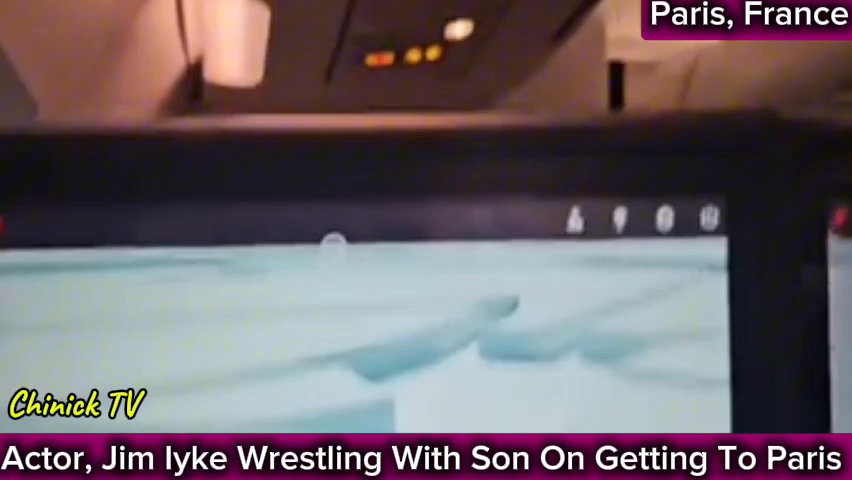 Paris, France
Chinick TV
Actor, Jim Iyke Wrestling With Son On Getting To Paris